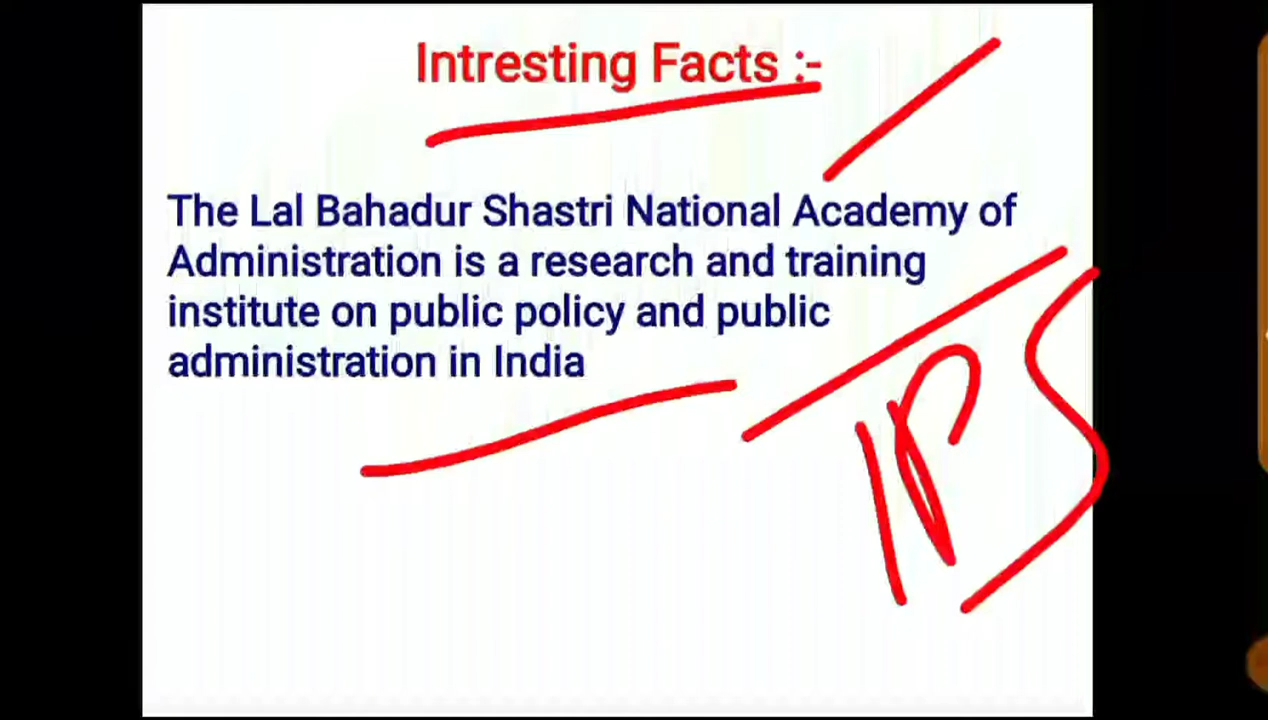 Intresting Facts :-
The Lal Bahadur Shastri National Academy of
Administration is a research and training
institute on public policy and public
administration in India
IPS